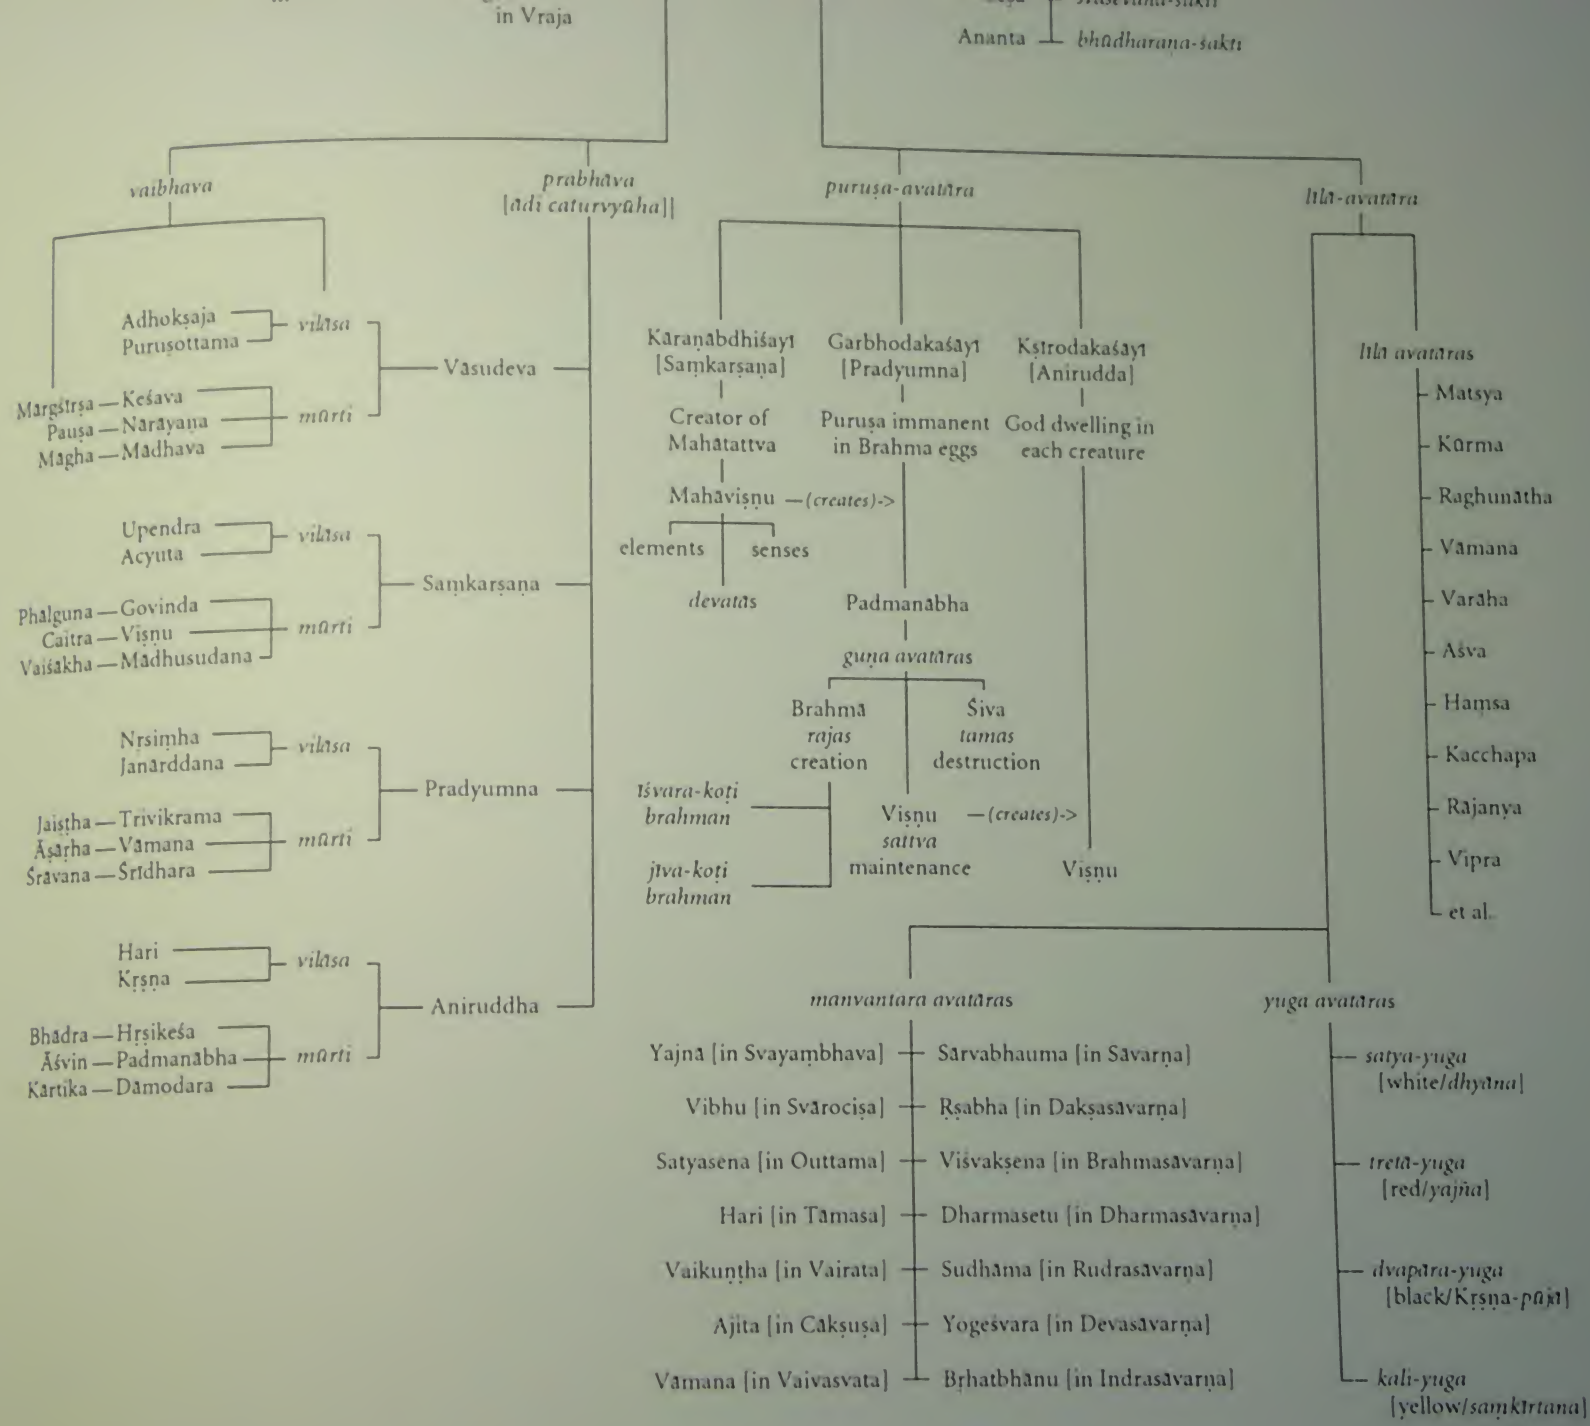 in Vraja
Ananta bhūdharaṇa-śakti
vaibhava
prabhāva
[ādi caturvyūha]]
Adhokṣaja
Puruṣottama
vilāsa
Vāsudeva
Mārgśīrṣa—Keśava
Pauṣa—Nārāyaṇa
Māgha—Mādhava
mūrti
Upendra
Acyuta
vilāsa
Saṃkarṣaṇa
Phālguna—Govinda
Caitra—Viṣṇu
Vaiśākha—Mādhusudana
mūrti
Nṛsiṃha
Janārddana
vilāsa
Pradyumna
Jaiṣṭha—Trivikrama
Āṣāṛha—Vāmana
Śrāvana—Śrīdhara
mūrti
Hari
Kṛṣṇa
vilāsa
Aniruddha
Bhādra—Hṛṣikeśa
Āśvin—Padmanābha
Kārtika—Dāmodara
mūrti
puruṣa-avatāra
Kāraṇābdhiśayī
[Saṃkarṣaṇa]
Creator of
Mahātattva
Mahāviṣṇu —(creates)->
elements senses
devatās
Garbhodakaśāyī
[Pradyumna]
Puruṣa immanent
in Brahma eggs
Padmanābha
guṇa avatāras
Brahmā
rajas
creation
Śiva
tamas
destruction
īśvara-koṭi
brahman
jīva-koṭi
brahman
Viṣṇu —(creates)->
sattva
maintenance
Kṣīrodakaśāyī
[Anirudda]
God dwelling in
each creature
Viṣṇu
līlā-avatāra
līlā avatāras
Matsya
Kūrma
Raghunātha
Vāmana
Varāha
Aśva
Haṃsa
Kacchapa
Rājanya
Vipra
et al.
manvantara avatāras
Yajnā [in Svayaṃbhava] Sārvabhauma [in Sāvarṇa]
Vibhu [in Svārociṣa] Ṛṣabha [in Dakṣasāvarṇa]
Satyasena [in Outtama] Viśvakṣena [in Brahmasāvarṇa]
Hari [in Tāmasa] Dharmasetu [in Dharmasāvarṇa]
Vaikuṇṭha [in Vairata] Sudhāma [in Rudrasāvarṇa]
Ajita [in Cākṣuṣa] Yogeśvara [in Devasāvarṇa]
Vāmana [in Vaivasvata] Bṛhatbhānu [in Indrasāvarṇa]
yuga avatāras
satya-yuga
[white/dhyāna]
tretā-yuga
[red/yajña]
dvapāra-yuga
[black/Kṛṣṇa-pūjā]
kali-yuga
[yellow/saṃkīrtana]